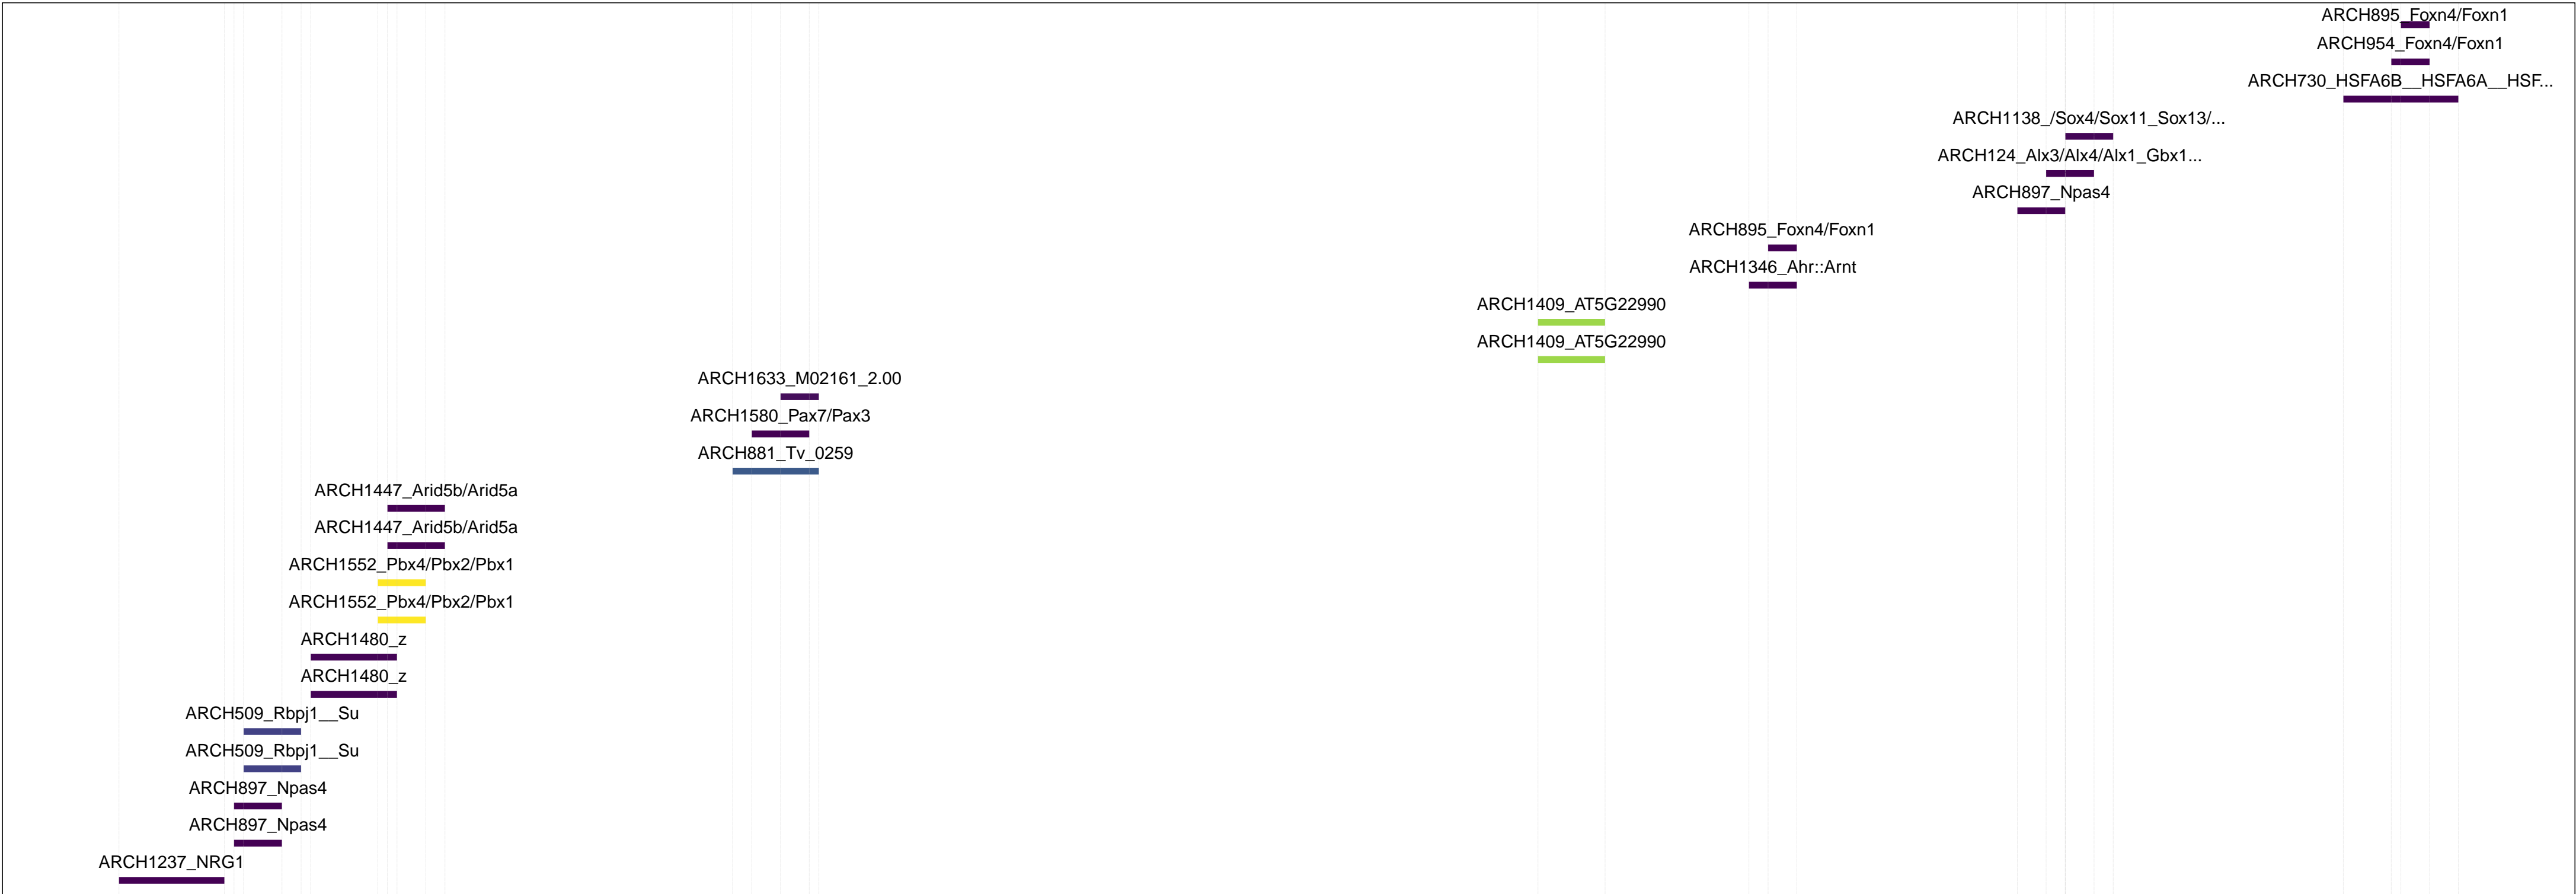 ARCH895_Foxn4/Foxn1
ARCH954_Foxn4/Foxn1
ARCH730_HSFA6B__HSFA6A__HSF...
ARCH1138_/Sox4/Sox11_Sox13/...
ARCH124_Alx3/Alx4/Alx1_Gbx1...
ARCH897_Npas4
ARCH895_Foxn4/Foxn1
ARCH1346_Ahr::Arnt
ARCH1409_AT5G22990
ARCH1409_AT5G22990
ARCH1633_M02161_2.00
ARCH1580_Pax7/Pax3
ARCH881_Tv_0259
ARCH1447_Arid5b/Arid5a
ARCH1447_Arid5b/Arid5a
ARCH1552_Pbx4/Pbx2/Pbx1
ARCH1552_Pbx4/Pbx2/Pbx1
ARCH1480_z
ARCH1480_z
ARCH509_Rbpj1__Su
ARCH509_Rbpj1__Su
ARCH897_Npas4
ARCH897_Npas4
ARCH1237_NRG1